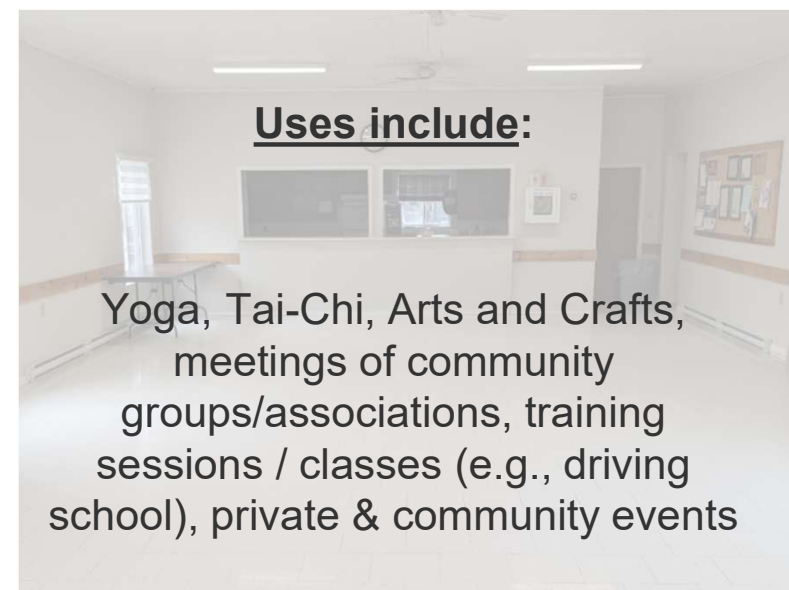 Uses include:
Yoga, Tai-Chi, Arts and Crafts,
meetings of community
groups/associations, training
sessions / classes (e.g., driving
school), private & community events